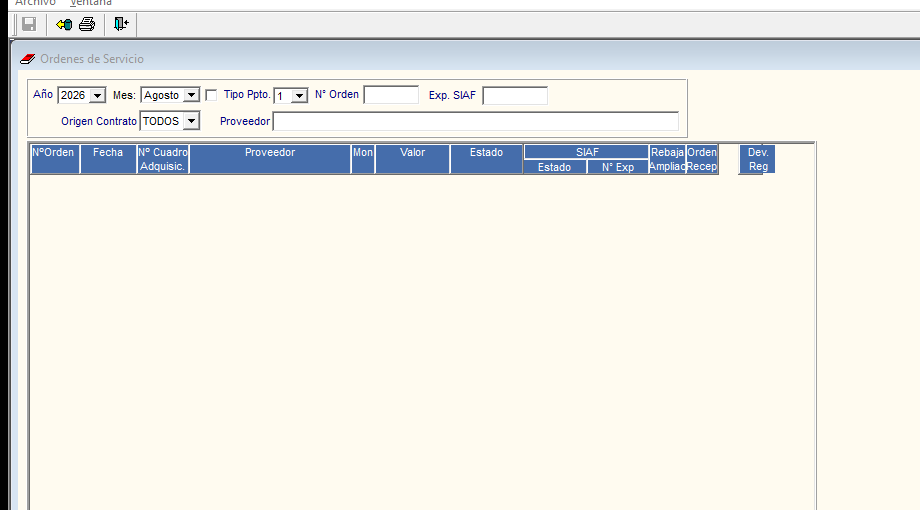 Archivo Ventana
Ordenes de Servicio
Año 2026 Mes: Agosto Tipo Ppto. 1 N° Orden Exp. SIAF
Origen Contrato TODOS Proveedor
NºOrden Fecha Nº Cuadro Adquisic. Proveedor Mon Valor Estado SIAF Estado N° Exp Rebaja Ampliac Orden Recep Dev. Reg